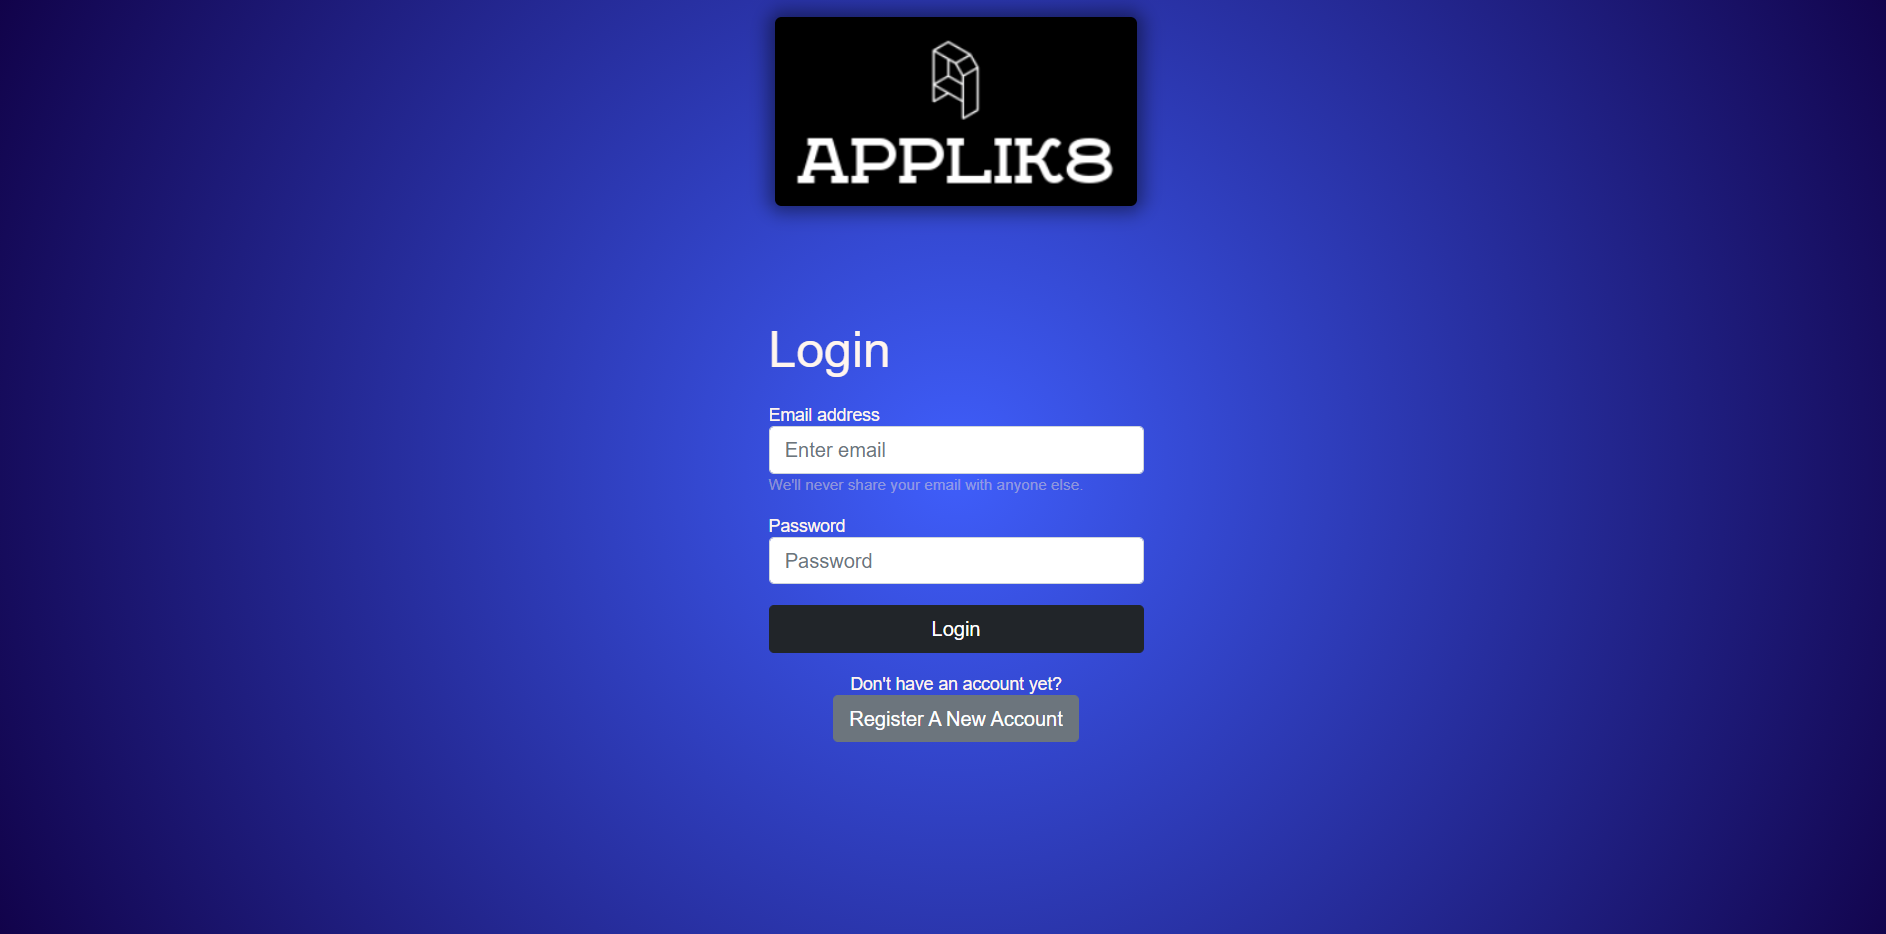 APPLIK8
Login
Email address
Enter email
We'll never share your email with anyone else.
Password
Password
Login
Don't have an account yet?
Register A New Account